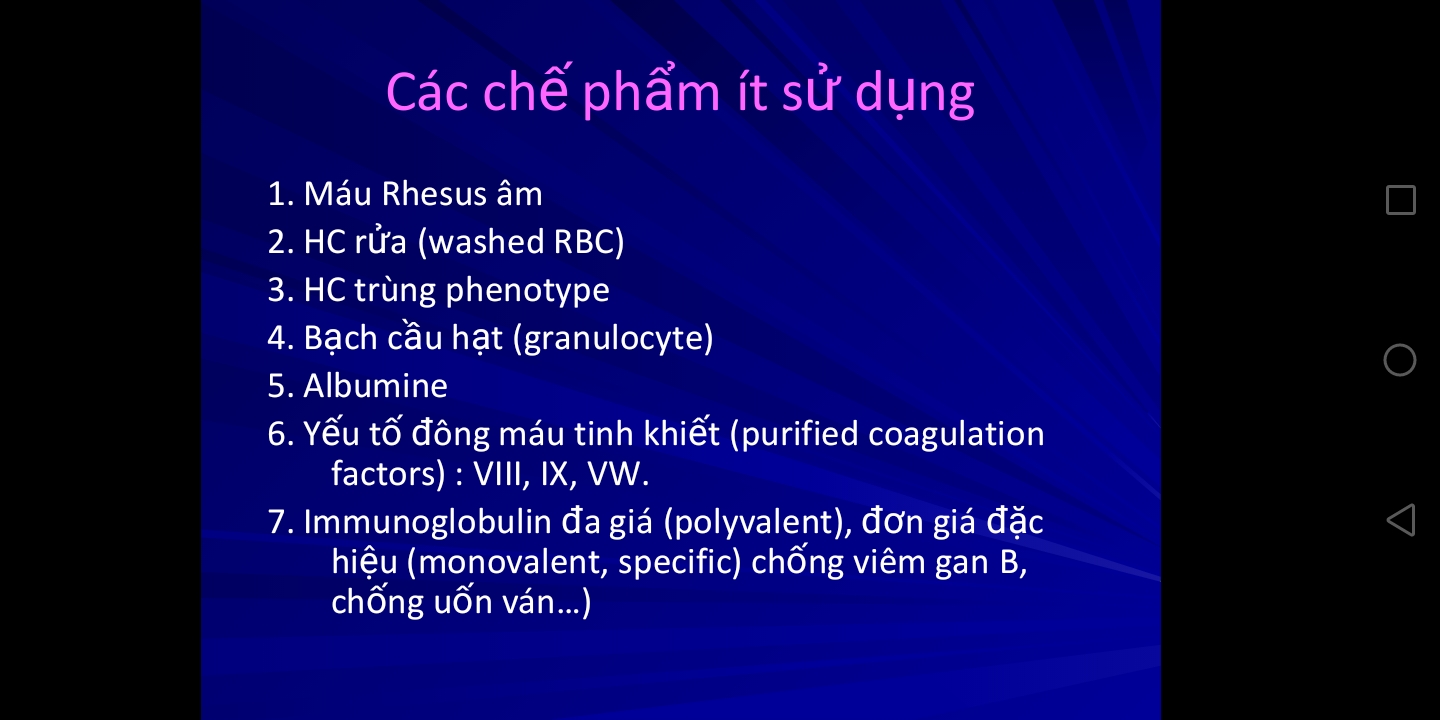 Các chế phẩm ít sử dụng
1. Máu Rhesus âm
2. HC rửa (washed RBC)
3. HC trùng phenotype
4. Bạch cầu hạt (granulocyte)
5. Albumine
6. Yếu tố đông máu tinh khiết (purified coagulation
factors) : VIII, IX, VW.
7. Immunoglobulin đa giá (polyvalent), đơn giá đặc
hiệu (monovalent, specific) chống viêm gan B,
chống uốn ván...)